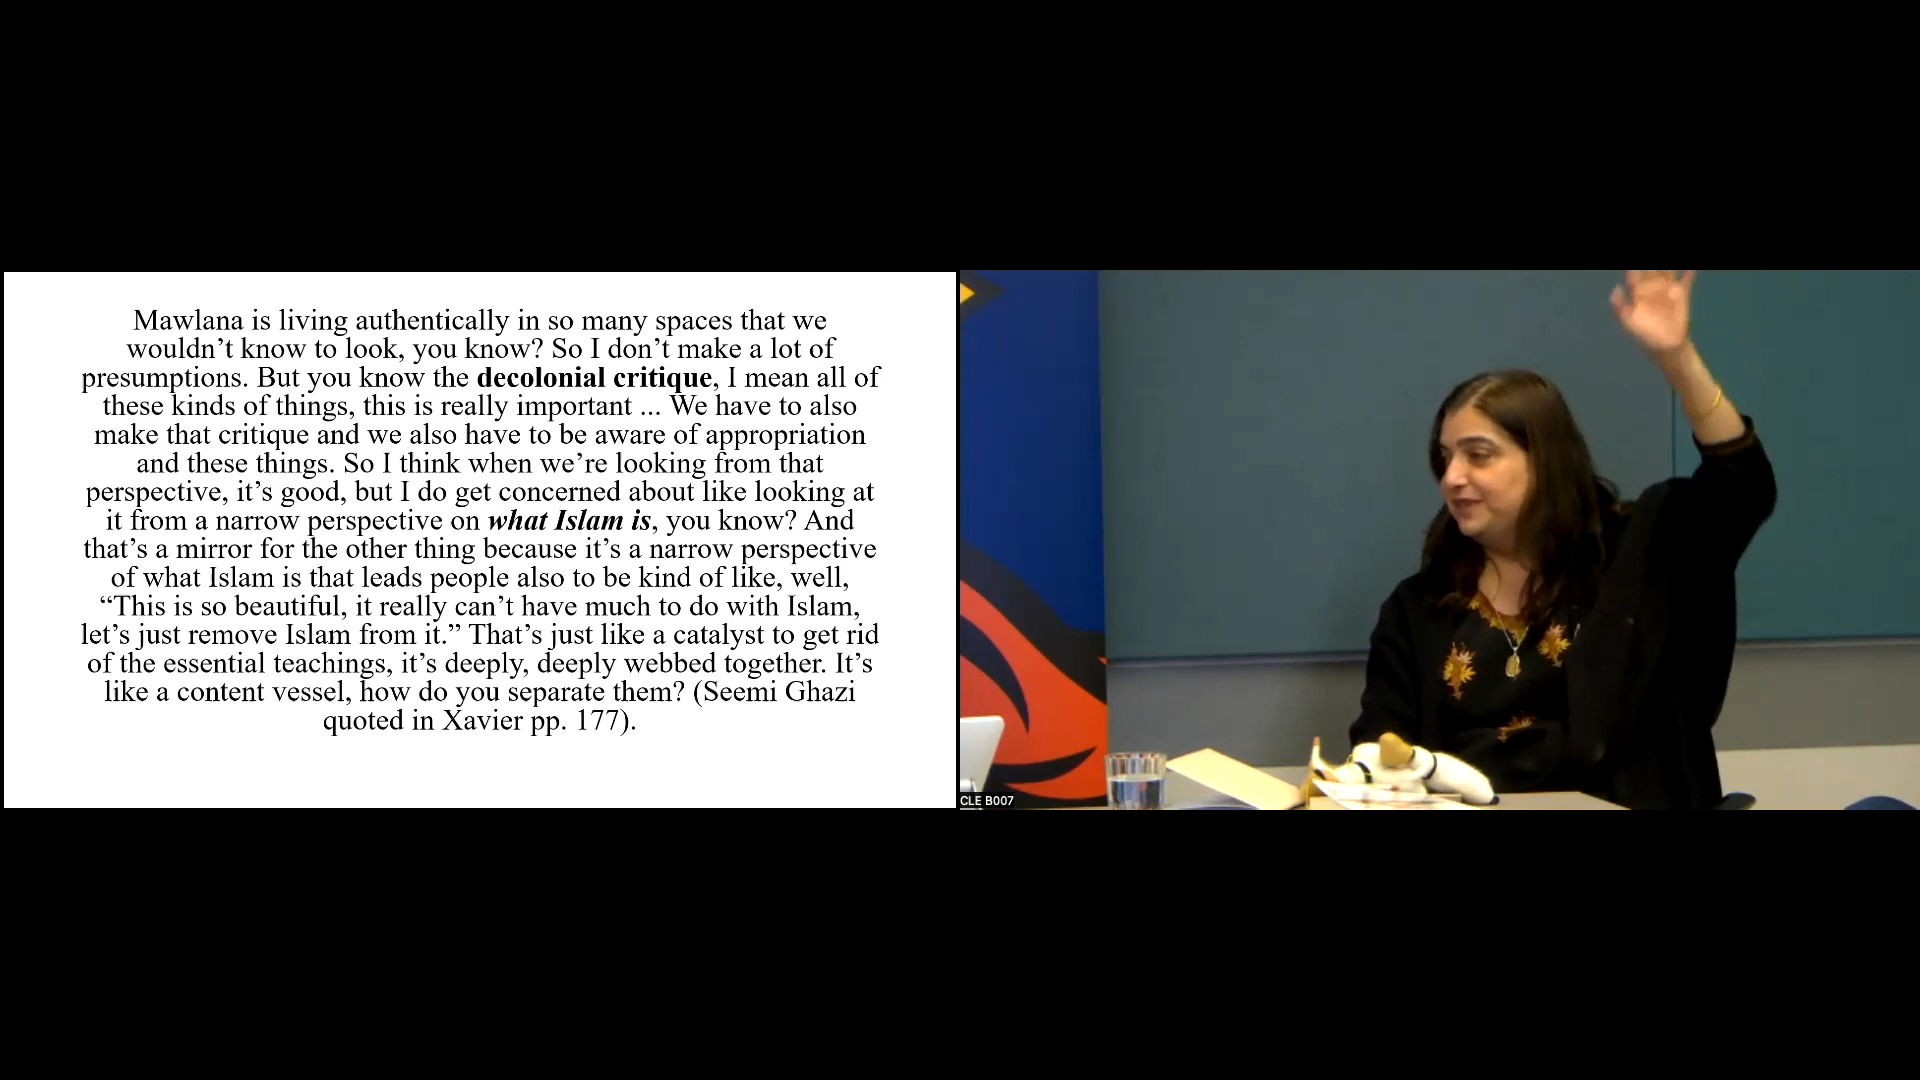 Mawlana is living authentically in so many spaces that we
wouldn’t know to look, you know? So I don’t make a lot of
presumptions. But you know the decolonial critique, I mean all of
these kinds of things, this is really important ... We have to also
make that critique and we also have to be aware of appropriation
and these things. So I think when we’re looking from that
perspective, it’s good, but I do get concerned about like looking at
it from a narrow perspective on what Islam is, you know? And
that’s a mirror for the other thing because it’s a narrow perspective
of what Islam is that leads people also to be kind of like, well,
“This is so beautiful, it really can’t have much to do with Islam,
let’s just remove Islam from it.” That’s just like a catalyst to get rid
of the essential teachings, it’s deeply, deeply webbed together. It’s
like a content vessel, how do you separate them? (Seemi Ghazi
quoted in Xavier pp. 177).
CLE B007